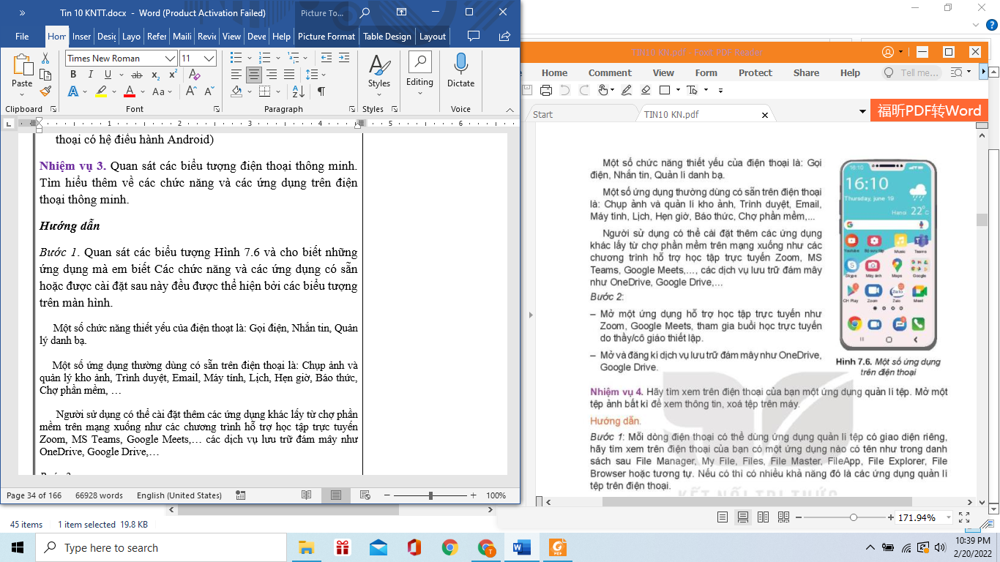 Tin 10 KNTT.docx - Word (Product Activation Failed)
Picture To...
File Hom Inser Desig Layo Refer Maili Revie View Deve Help Picture Format Table Design Layout
Times New Roman 11
Paste
Styles
Editing
Dictate
Clipboard Font Paragraph Styles Voice
thoại có hệ điều hành Android)
Nhiệm vụ 3. Quan sát các biểu tượng điện thoại thông minh.
Tìm hiểu thêm về các chức năng và các ứng dụng trên điện
thoại thông minh.
Hướng dẫn
Bước 1. Quan sát các biểu tượng Hình 7.6 và cho biết những
ứng dụng mà em biết Các chức năng và các ứng dụng có sẵn
hoặc được cài đặt sau này đều được thể hiện bởi các biểu tượng
trên màn hình.
Một số chức năng thiết yếu của điện thoạt là: Gọi điện, Nhắn tin, Quản
lý danh bạ.
Một số ứng dụng thường dùng có sẵn trên điện thoại là: Chụp ảnh và
quản lý kho ảnh, Trình duyệt, Email, Máy tính, Lịch, Hẹn giờ, Báo thức,
Chợ phần mềm, …
Người sử dụng có thể cài đặt thêm các ứng dụng khác lấy từ chợ phần
mềm trên mạng xuống như các chương trình hỗ trợ học tập trực tuyến
Zoom, MS Teams, Google Meets,… các dịch vụ lưu trữ đám mây như
OneDrive, Google Drive,…
Page 34 of 166 66928 words English (United States) 100%
TIN10 KN.pdf - Foxit PDF Reader
Home Comment View Form Protect Share Help Tell me...
Start TIN10 KN.pdf
福昕PDF转Word
Một số chức năng thiết yếu của điện thoại là: Gọi
điện, Nhắn tin, Quản lí danh bạ.
Một số ứng dụng thường dùng có sẵn trên điện thoại
là: Chụp ảnh và quản lí kho ảnh, Trình duyệt, Email,
Máy tính, Lịch, Hẹn giờ, Báo thức, Chợ phần mềm,...
Người sử dụng có thể cài đặt thêm các ứng dụng
khác lấy từ chợ phần mềm trên mạng xuống như các
chương trình hỗ trợ học tập trực tuyến Zoom, MS
Teams, Google Meets,..., các dịch vụ lưu trữ đám mây
như OneDrive, Google Drive,...
Bước 2:
– Mở một ứng dụng hỗ trợ học tập trực tuyến như
Zoom, Google Meets, tham gia buổi học trực tuyến
do thầy/cô giáo thiết lập.
– Mở và đăng kí dịch vụ lưu trữ đám mây như OneDrive,
Google Drive.
16:10
16:10
Thursday, june 19
Hanoi 22°C
Youtube Music Teams
Skype Máy ảnh Maps Google
CH Play Zoom Zalo Meet
Hình 7.6. Một số ứng dụng
trên điện thoại
Nhiệm vụ 4. Hãy tìm xem trên điện thoại của bạn một ứng dụng quản lí tệp. Mở một
tệp ảnh bất kì để xem thông tin, xoá tệp trên máy.
Hướng dẫn.
Bước 1: Mỗi dòng điện thoại có thể dùng ứng dụng quản lí tệp có giao diện riêng,
hãy tìm xem trên điện thoại của bạn có một ứng dụng nào có tên như trong danh
sách sau File Manager, My File, Files, File Master, FileApp, File Explorer, File
Browser hoặc tương tự. Nếu có thì có nhiều khả năng đó là các ứng dụng quản lí
tệp trên điện thoại.
KẾT NỐI TRI THỨC
171.94%
45 items 1 item selected 19.8 KB
Type here to search
10:39 PM
2/20/2022